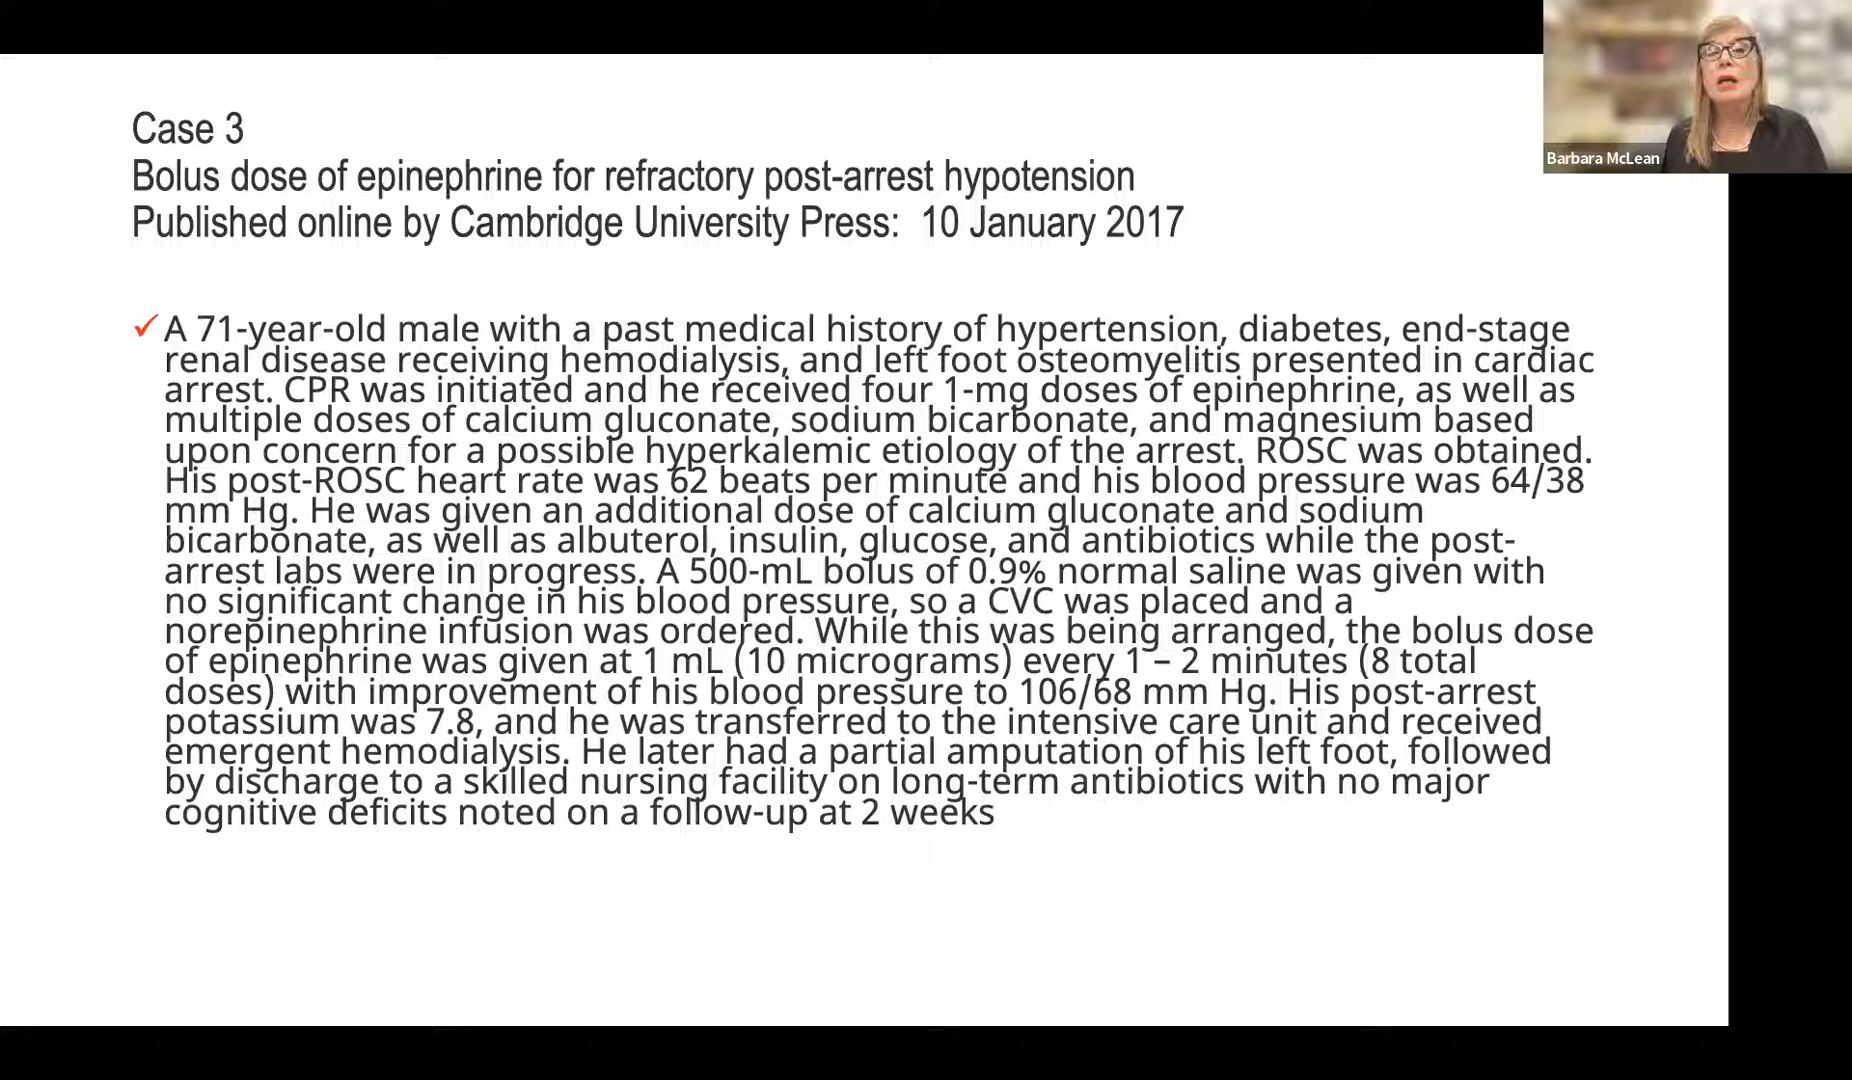 Case 3
Bolus dose of epinephrine for refractory post-arrest hypotension
Published online by Cambridge University Press:  10 January 2017
Barbara McLean
✓ A 71-year-old male with a past medical history of hypertension, diabetes, end-stage
renal disease receiving hemodialysis, and left foot osteomyelitis presented in cardiac
arrest. CPR was initiated and he received four 1-mg doses of epinephrine, as well as
multiple doses of calcium gluconate, sodium bicarbonate, and magnesium based
upon concern for a possible hyperkalemic etiology of the arrest. ROSC was obtained.
His post-ROSC heart rate was 62 beats per minute and his blood pressure was 64/38
mm Hg. He was given an additional dose of calcium gluconate and sodium
bicarbonate, as well as albuterol, insulin, glucose, and antibiotics while the post-
arrest labs were in progress. A 500-mL bolus of 0.9% normal saline was given with
no significant change in his blood pressure, so a CVC was placed and a
norepinephrine infusion was ordered. While this was being arranged, the bolus dose
of epinephrine was given at 1 mL (10 micrograms) every 1 – 2 minutes (8 total
doses) with improvement of his blood pressure to 106/68 mm Hg. His post-arrest
potassium was 7.8, and he was transferred to the intensive care unit and received
emergent hemodialysis. He later had a partial amputation of his left foot, followed
by discharge to a skilled nursing facility on long-term antibiotics with no major
cognitive deficits noted on a follow-up at 2 weeks